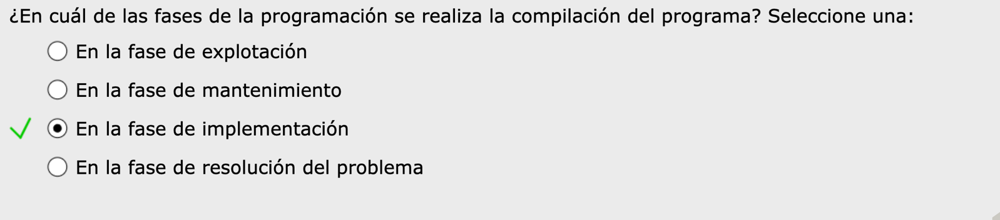 ¿En cuál de las fases de la programación se realiza la compilación del programa? Seleccione una:
En la fase de explotación
En la fase de mantenimiento
En la fase de implementación
En la fase de resolución del problema